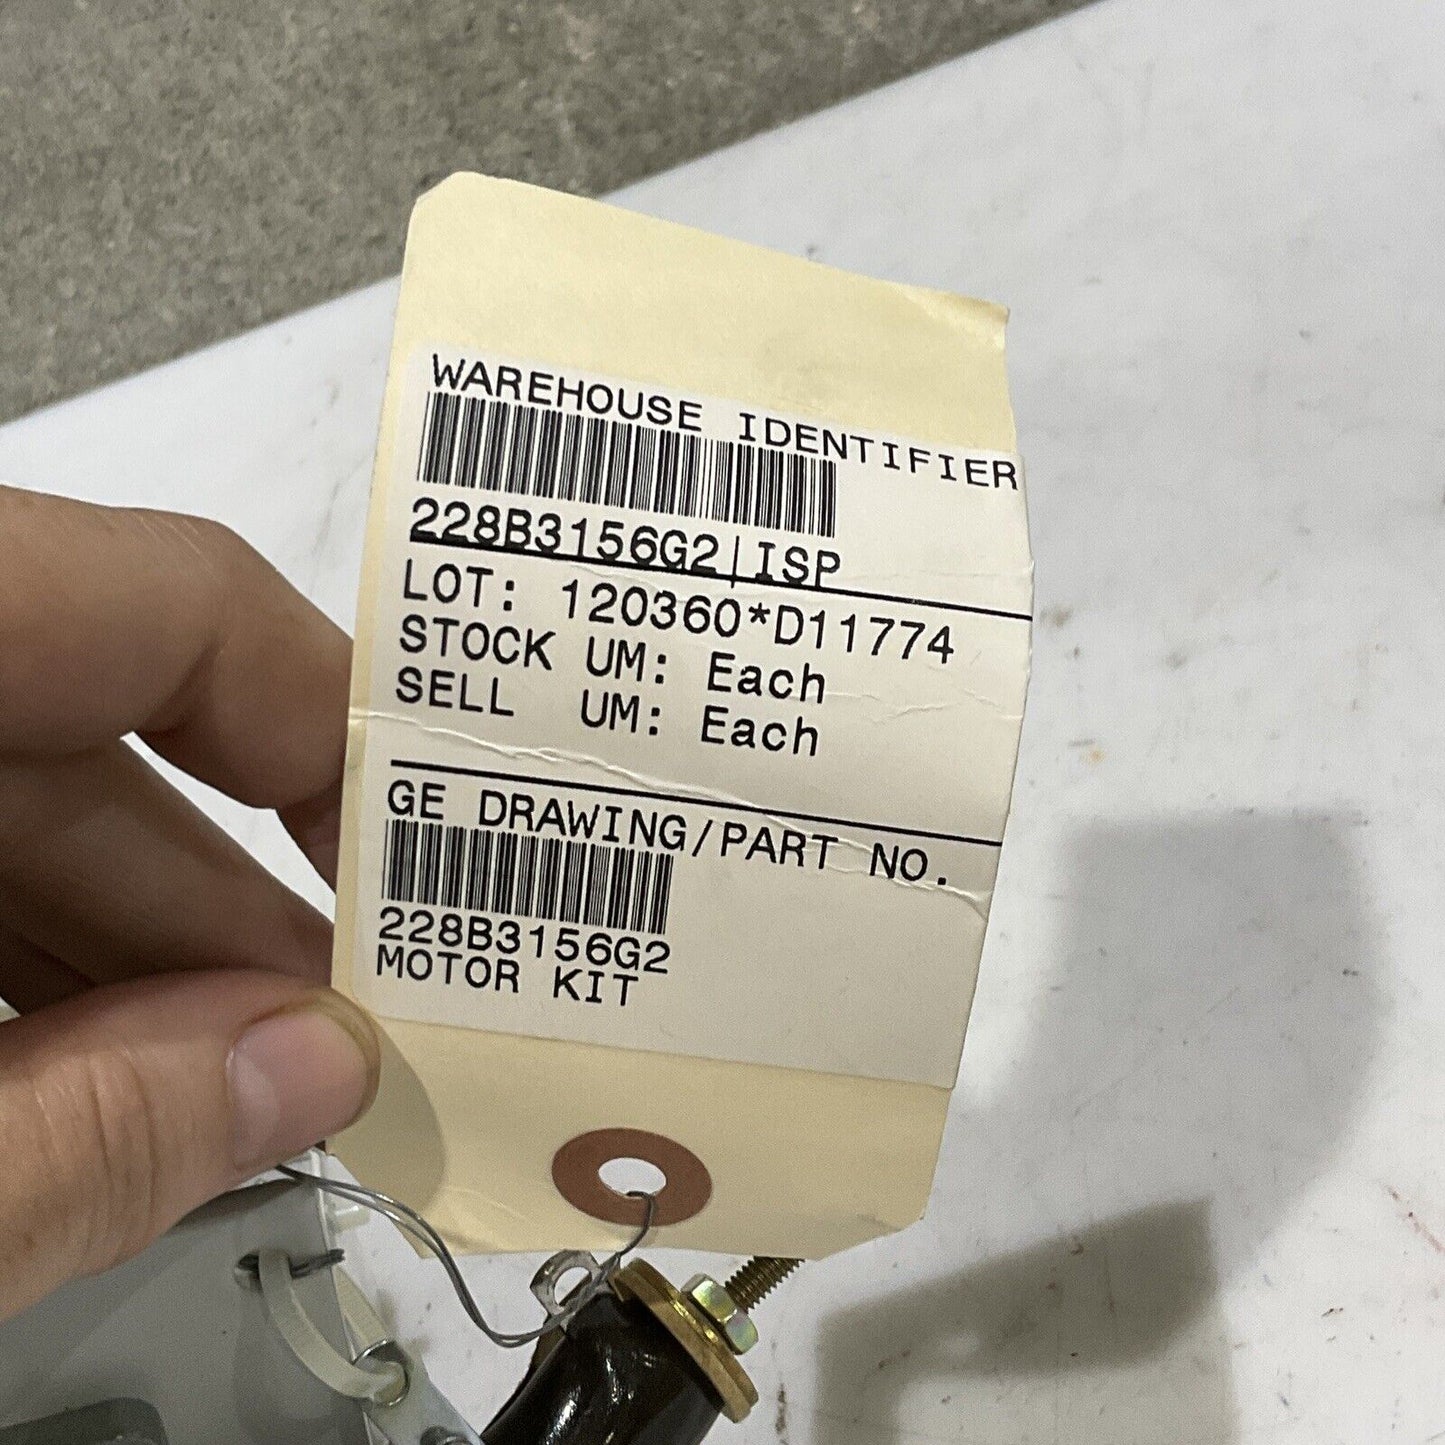 WAREHOUSE IDENTIFIER
228B3156G2|ISP
LOT: 120360*D11774
STOCK UM: Each
SELL UM: Each
GE DRAWING/PART NO.
228B3156G2
MOTOR KIT